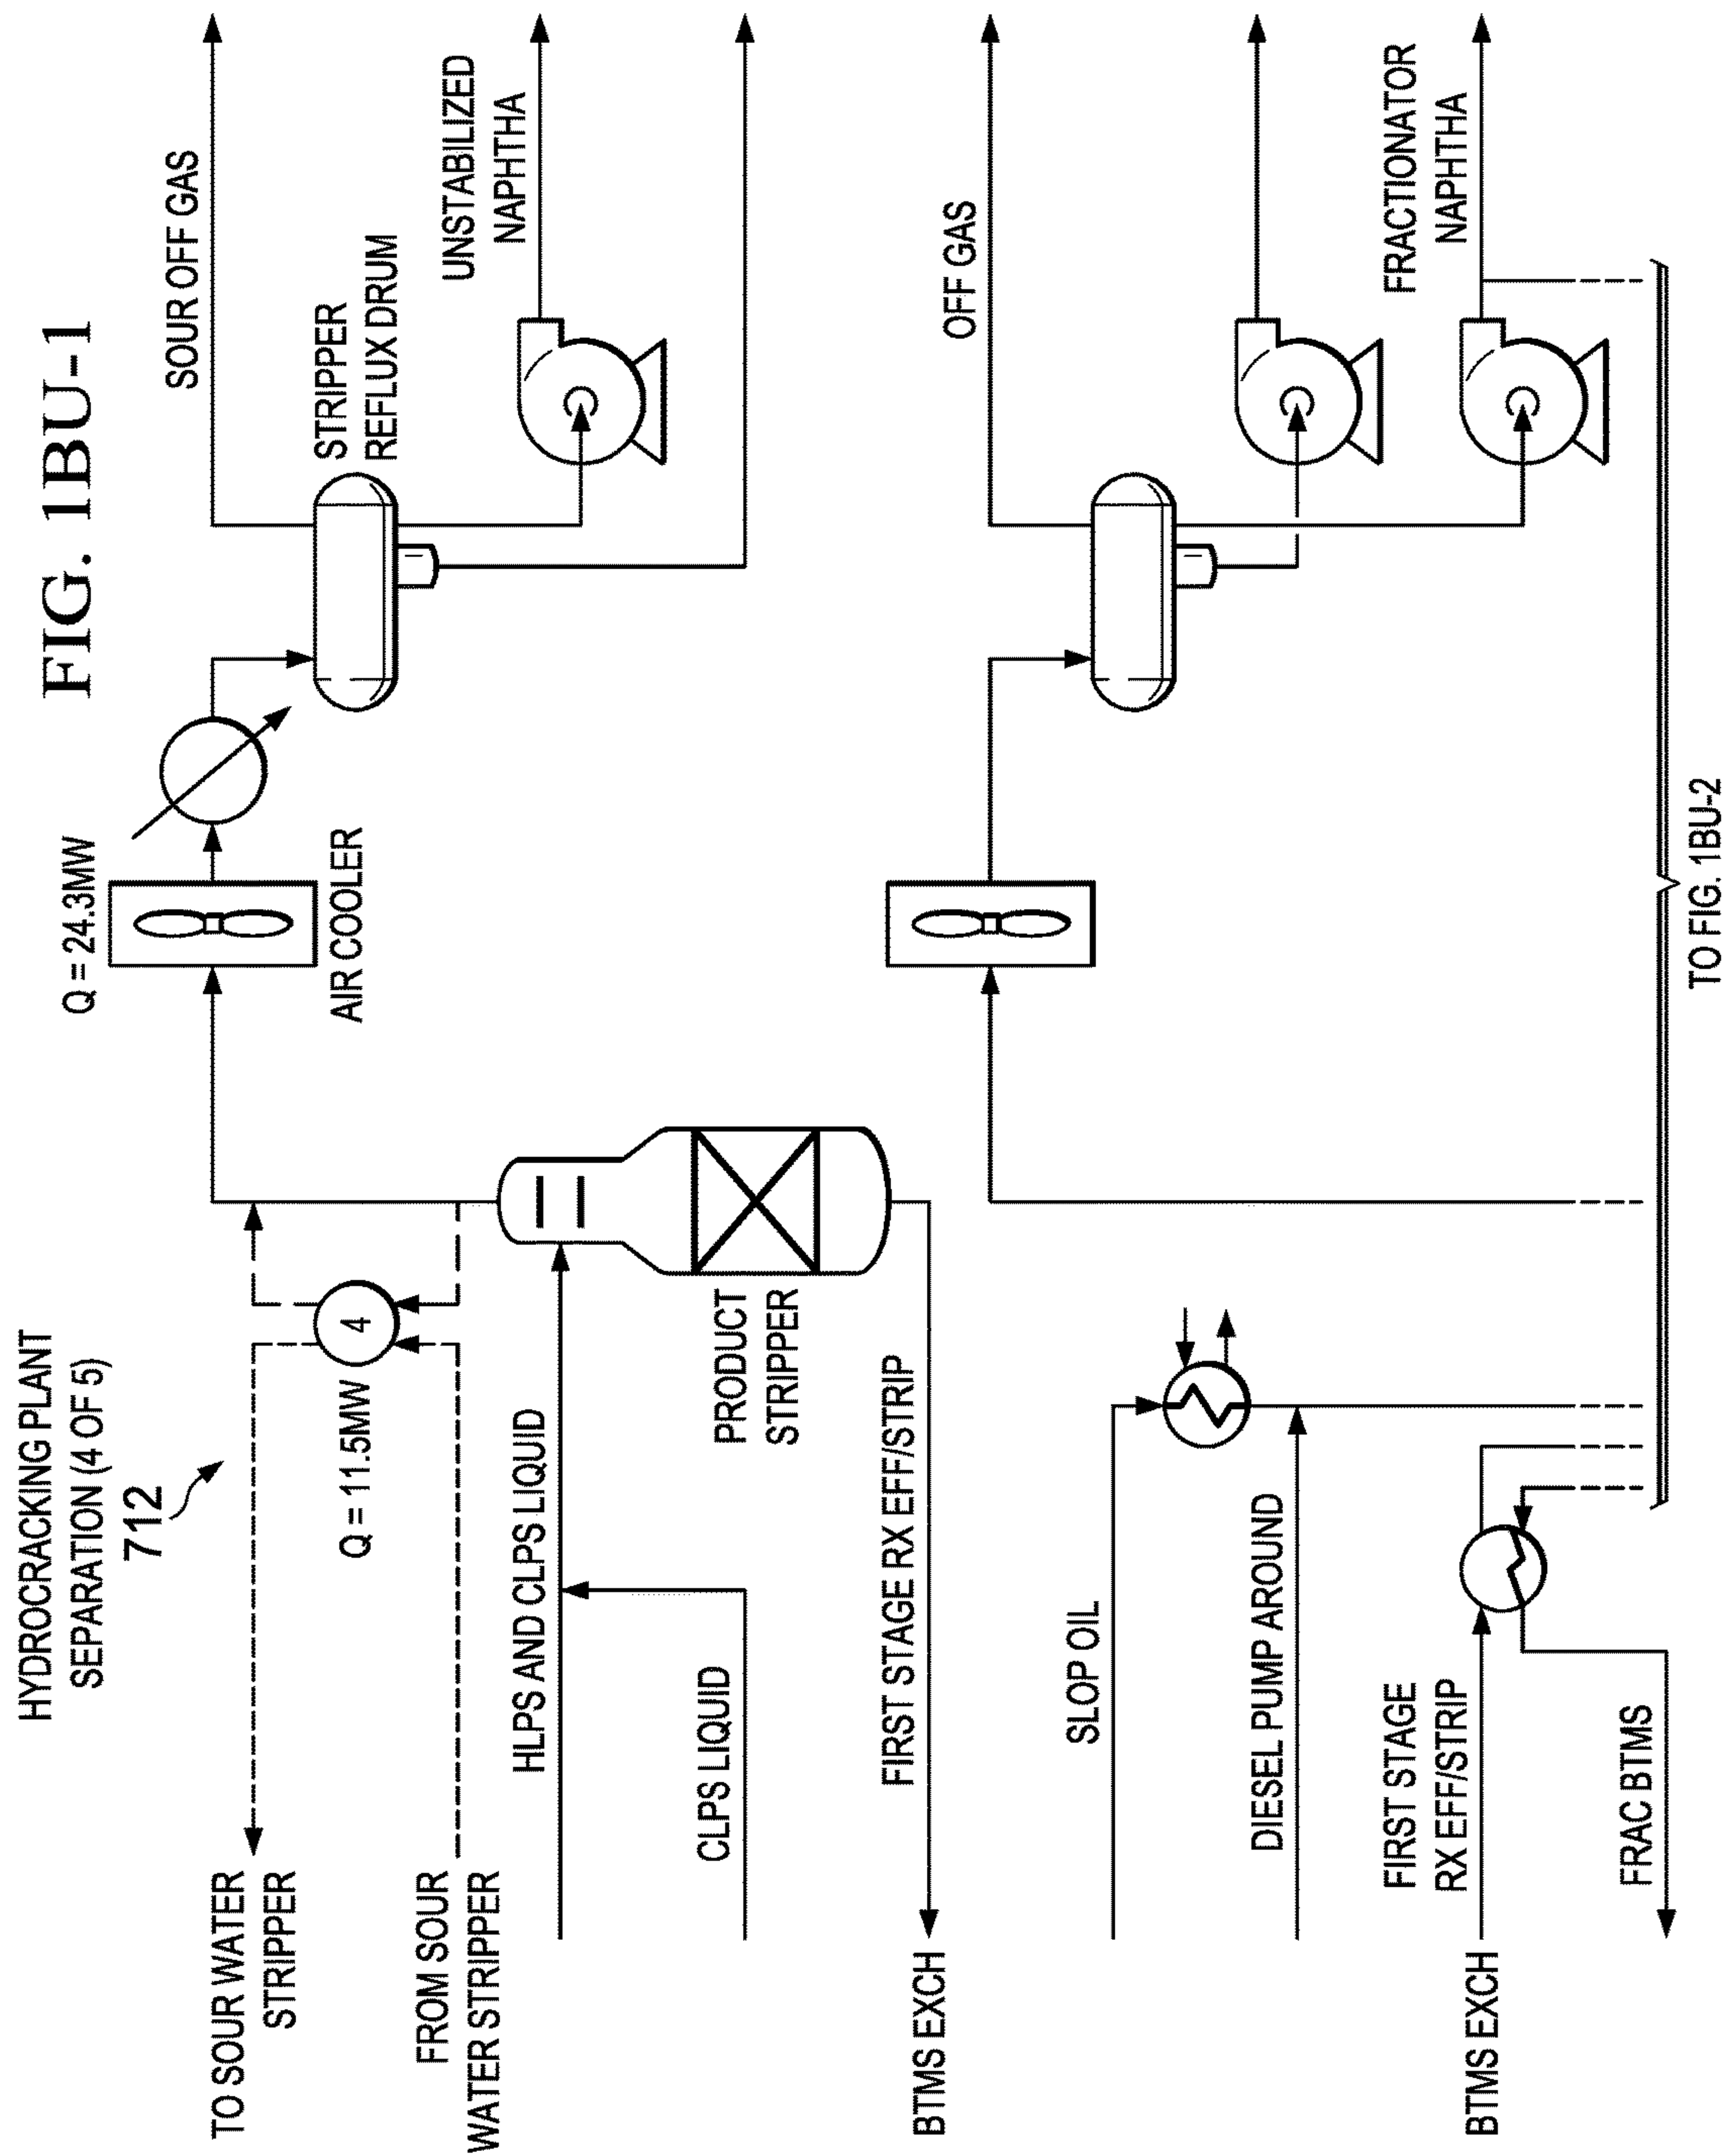 FIG. 1BU-1
HYDROCRACKING PLANT
SEPARATION (4 OF 5)
712
Q = 24.3MW
AIR COOLER
SOUR OFF GAS
STRIPPER
REFLUX DRUM
UNSTABILIZED
NAPHTHA
TO SOUR WATER
STRIPPER
4
Q = 11.5MW
FROM SOUR
WATER STRIPPER
HLPS AND CLPS LIQUID
CLPS LIQUID
PRODUCT
STRIPPER
FIRST STAGE RX EFF/STRIP
BTMS EXCH
OFF GAS
SLOP OIL
DIESEL PUMP AROUND
FIRST STAGE
RX EFF/STRIP
BTMS EXCH
FRAC BTMS
FRACTIONATOR
NAPHTHA
TO FIG. 1BU-2